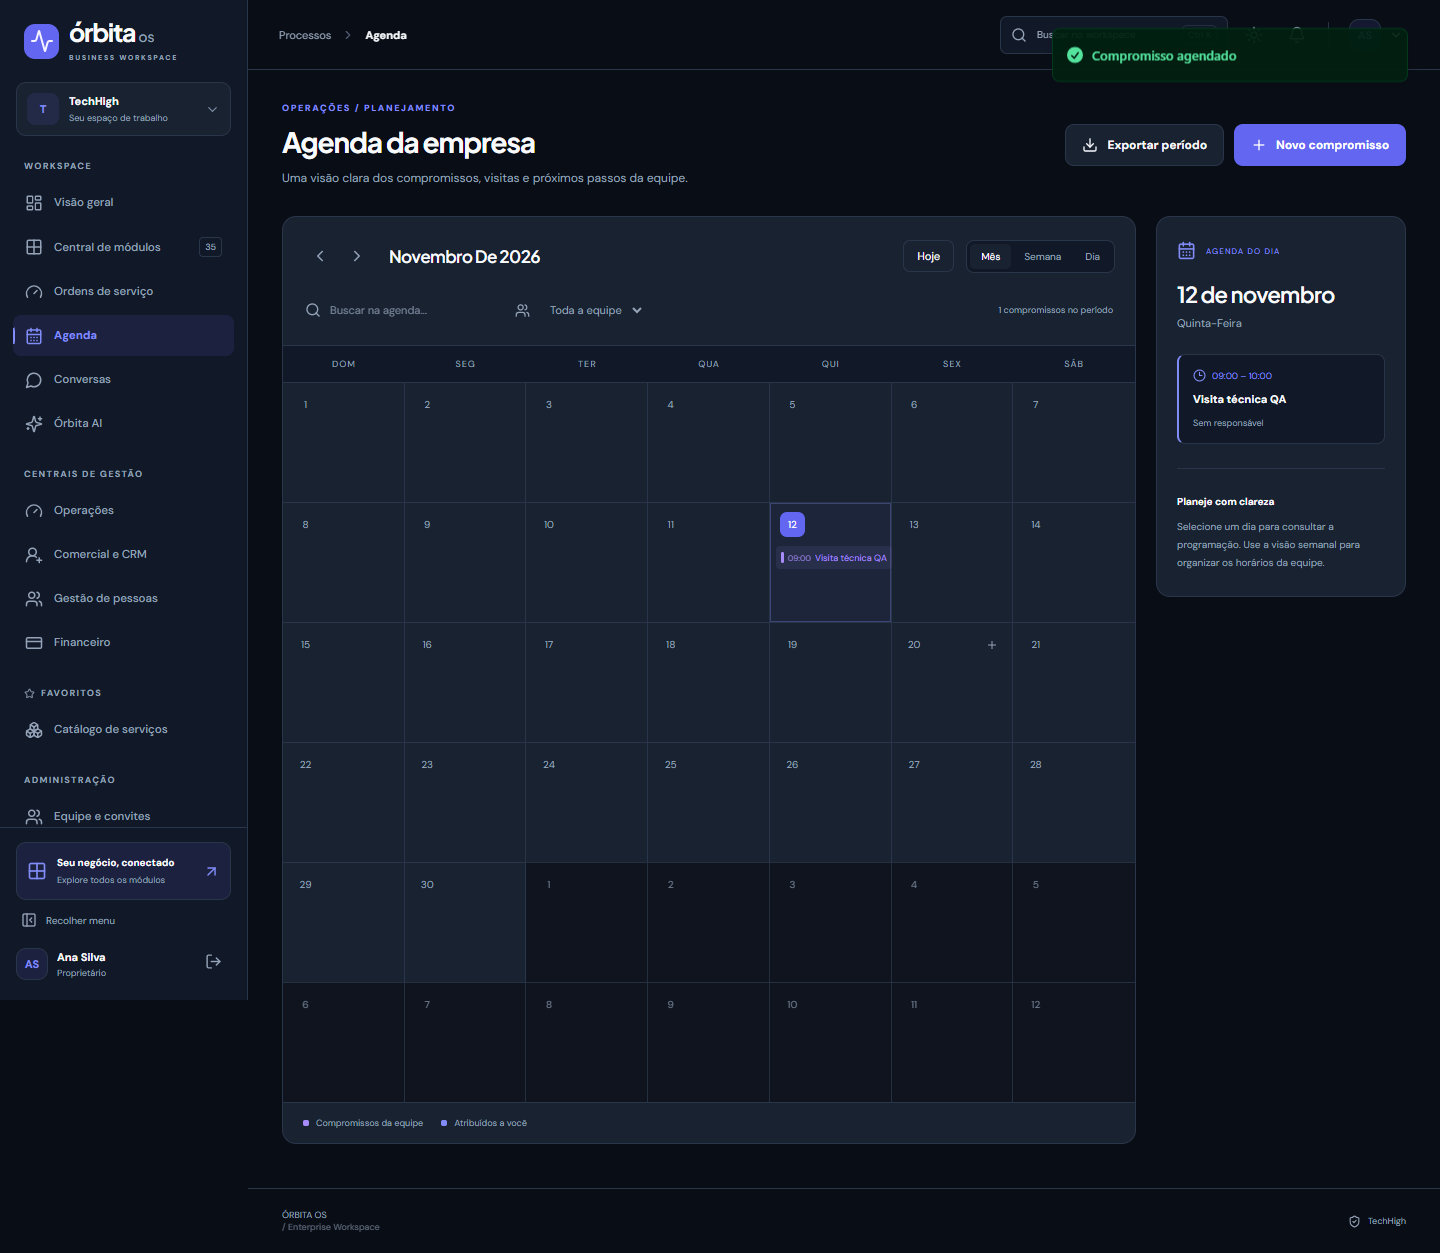 órbita OS
BUSINESS WORKSPACE
T
TechHigh
Seu espaço de trabalho
WORKSPACE
Visão geral
Central de módulos
35
Ordens de serviço
Agenda
Conversas
Órbita AI
CENTRAIS DE GESTÃO
Operações
Comercial e CRM
Gestão de pessoas
Financeiro
FAVORITOS
Catálogo de serviços
ADMINISTRAÇÃO
Equipe e convites
Seu negócio, conectado
Explore todos os módulos
Recolher menu
AS
Ana Silva
Proprietário
Processos
Agenda
Compromisso agendado
OPERAÇÕES / PLANEJAMENTO
Agenda da empresa
Uma visão clara dos compromissos, visitas e próximos passos da equipe.
Exportar período
Novo compromisso
Novembro De 2026
Hoje
Mês Semana Dia
Buscar na agenda...
Toda a equipe
1 compromissos no período
DOM SEG TER QUA QUI SEX SÁB
1 2 3 4 5 6 7
8 9 10 11 12 13 14
09:00 Visita técnica QA
15 16 17 18 19 20 + 21
22 23 24 25 26 27 28
29 30 1 2 3 4 5
6 7 8 9 10 11 12
Compromissos da equipe
Atribuídos a você
AGENDA DO DIA
12 de novembro
Quinta-Feira
09:00 – 10:00
Visita técnica QA
Sem responsável
Planeje com clareza
Selecione um dia para consultar a
programação. Use a visão semanal para
organizar os horários da equipe.
ÓRBITA OS
/ Enterprise Workspace
TechHigh